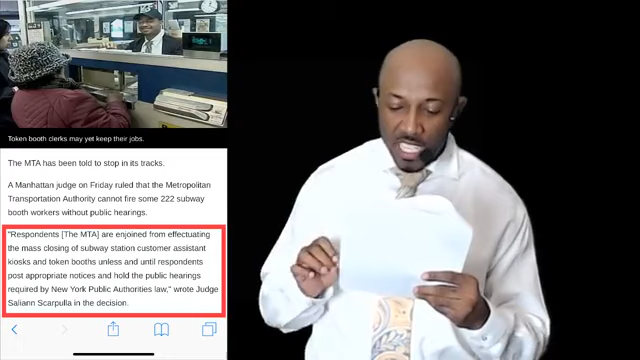 Token booth clerks may yet keep their jobs.
The MTA has been told to stop in its tracks.
A Manhattan judge on Friday ruled that the Metropolitan
Transportation Authority cannot fire some 222 subway
booth workers without public hearings.
"Respondents [The MTA] are enjoined from effectuating
the mass closing of subway station customer assistant
kiosks and token booths unless and until respondents
post appropriate notices and hold the public hearings
required by New York Public Authorities law," wrote Judge
Saliann Scarpulla in the decision.